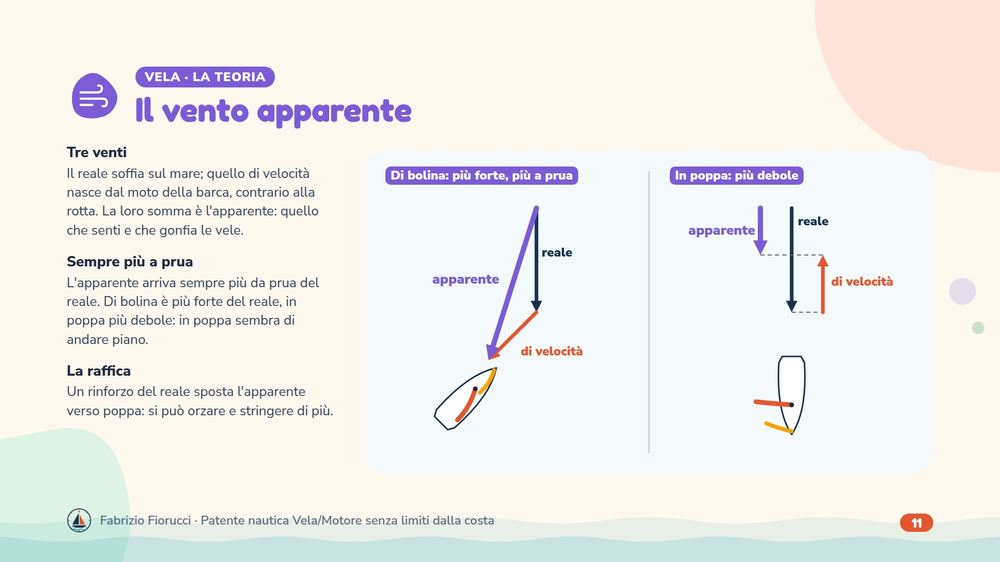 VELA · LA TEORIA
Il vento apparente
Tre venti
Il reale soffia sul mare; quello di velocità
nasce dal moto della barca, contrario alla
rotta. La loro somma è l'apparente: quello
che senti e che gonfia le vele.
Sempre più a prua
L'apparente arriva sempre più da prua del
reale. Di bolina è più forte del reale, in
poppa più debole: in poppa sembra di
andare piano.
La raffica
Un rinforzo del reale sposta l'apparente
verso poppa: si può orzare e stringere di più.
Di bolina: più forte, più a prua
reale
apparente
di velocità
In poppa: più debole
reale
apparente
di velocità
Fabrizio Fiorucci · Patente nautica Vela/Motore senza limiti dalla costa
11